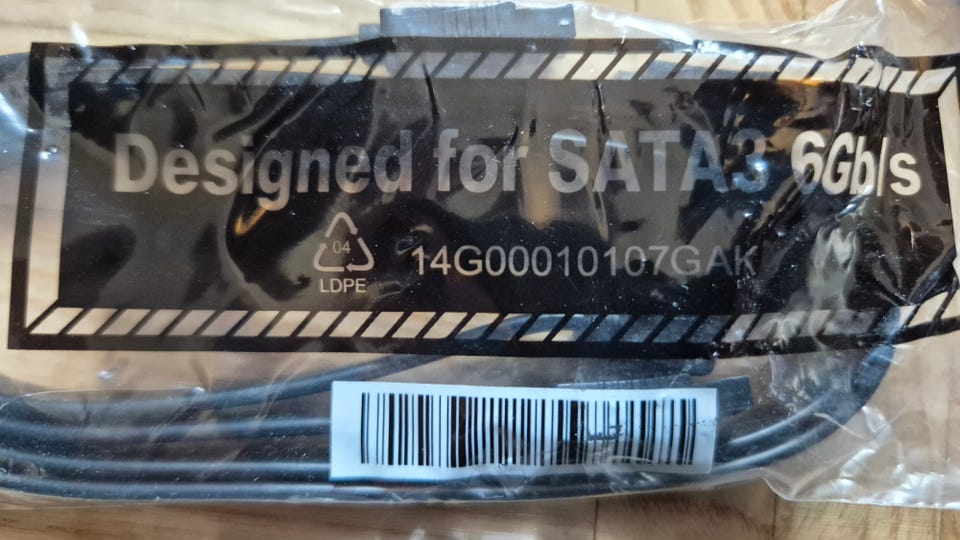 Designed for SATA3 6Gb/s
04
14G00010107GAK
LDPE